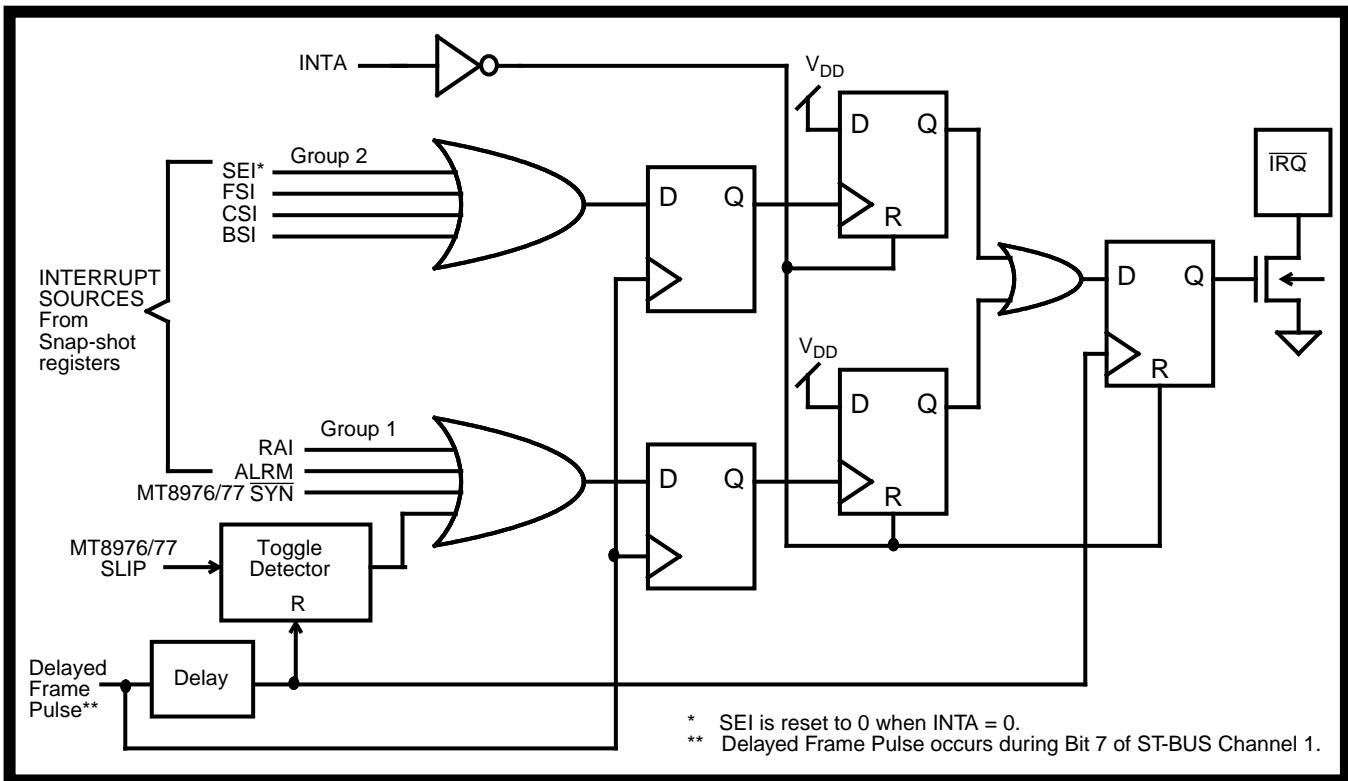 INTA
V_DD
D Q
R
IRQ
Group 2
SEI*
FSI
CSI
BSI
D Q
D Q
R
INTERRUPT
SOURCES
From
Snap-shot
registers
V_DD
D Q
R
Group 1
RAI
ALRM
MT8976/77 SYN
D Q
MT8976/77
SLIP
Toggle
Detector
R
Delayed
Frame
Pulse**
Delay
* SEI is reset to 0 when INTA = 0.
** Delayed Frame Pulse occurs during Bit 7 of ST-BUS Channel 1.